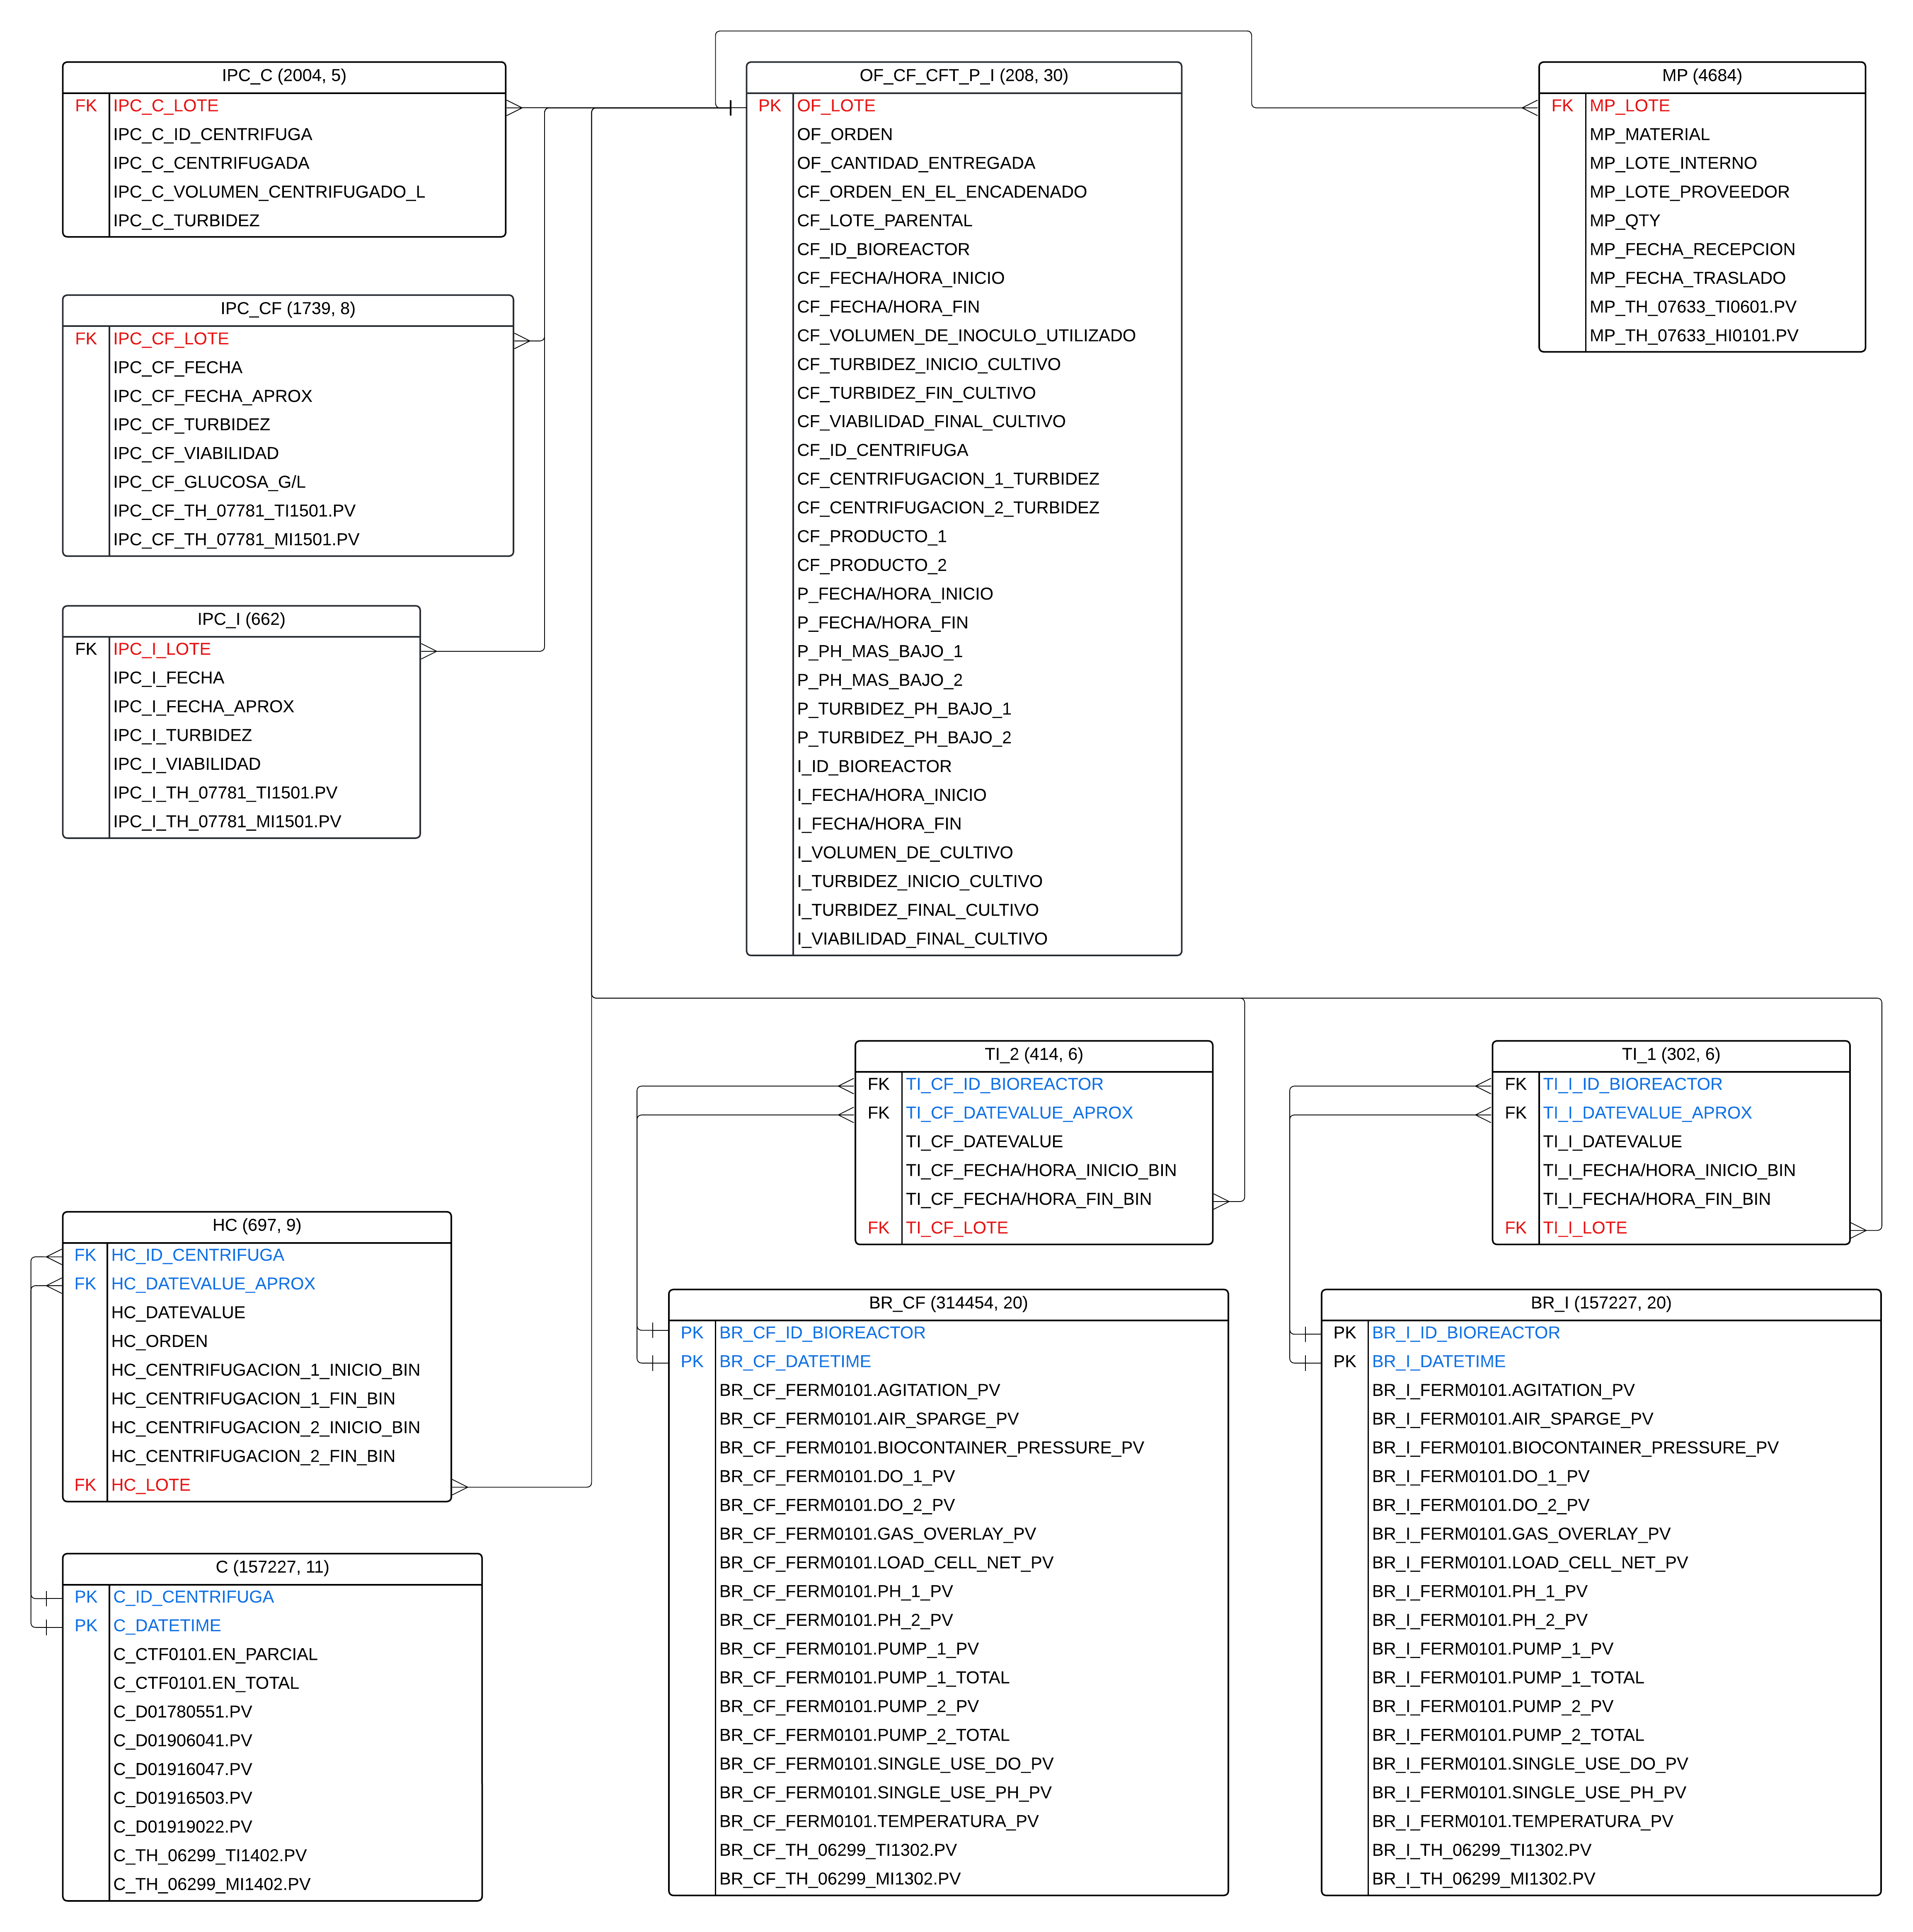 IPC_C (2004, 5)
FK IPC_C_LOTE
IPC_C_ID_CENTRIFUGA
IPC_C_CENTRIFUGADA
IPC_C_VOLUMEN_CENTRIFUGADO_L
IPC_C_TURBIDEZ
IPC_CF (1739, 8)
FK IPC_CF_LOTE
IPC_CF_FECHA
IPC_CF_FECHA_APROX
IPC_CF_TURBIDEZ
IPC_CF_VIABILIDAD
IPC_CF_GLUCOSA_G/L
IPC_CF_TH_07781_TI1501.PV
IPC_CF_TH_07781_MI1501.PV
IPC_I (662)
FK IPC_I_LOTE
IPC_I_FECHA
IPC_I_FECHA_APROX
IPC_I_TURBIDEZ
IPC_I_VIABILIDAD
IPC_I_TH_07781_TI1501.PV
IPC_I_TH_07781_MI1501.PV
OF_CF_CFT_P_I (208, 30)
PK OF_LOTE
OF_ORDEN
OF_CANTIDAD_ENTREGADA
CF_ORDEN_EN_EL_ENCADENADO
CF_LOTE_PARENTAL
CF_ID_BIOREACTOR
CF_FECHA/HORA_INICIO
CF_FECHA/HORA_FIN
CF_VOLUMEN_DE_INOCULO_UTILIZADO
CF_TURBIDEZ_INICIO_CULTIVO
CF_TURBIDEZ_FIN_CULTIVO
CF_VIABILIDAD_FINAL_CULTIVO
CF_ID_CENTRIFUGA
CF_CENTRIFUGACION_1_TURBIDEZ
CF_CENTRIFUGACION_2_TURBIDEZ
CF_PRODUCTO_1
CF_PRODUCTO_2
P_FECHA/HORA_INICIO
P_FECHA/HORA_FIN
P_PH_MAS_BAJO_1
P_PH_MAS_BAJO_2
P_TURBIDEZ_PH_BAJO_1
P_TURBIDEZ_PH_BAJO_2
I_ID_BIOREACTOR
I_FECHA/HORA_INICIO
I_FECHA/HORA_FIN
I_VOLUMEN_DE_CULTIVO
I_TURBIDEZ_INICIO_CULTIVO
I_TURBIDEZ_FINAL_CULTIVO
I_VIABILIDAD_FINAL_CULTIVO
MP (4684)
FK MP_LOTE
MP_MATERIAL
MP_LOTE_INTERNO
MP_LOTE_PROVEEDOR
MP_QTY
MP_FECHA_RECEPCION
MP_FECHA_TRASLADO
MP_TH_07633_TI0601.PV
MP_TH_07633_HI0101.PV
TI_2 (414, 6)
FK TI_CF_ID_BIOREACTOR
FK TI_CF_DATEVALUE_APROX
TI_CF_DATEVALUE
TI_CF_FECHA/HORA_INICIO_BIN
TI_CF_FECHA/HORA_FIN_BIN
FK TI_CF_LOTE
TI_1 (302, 6)
FK TI_I_ID_BIOREACTOR
FK TI_I_DATEVALUE_APROX
TI_I_DATEVALUE
TI_I_FECHA/HORA_INICIO_BIN
TI_I_FECHA/HORA_FIN_BIN
FK TI_I_LOTE
HC (697, 9)
FK HC_ID_CENTRIFUGA
FK HC_DATEVALUE_APROX
HC_DATEVALUE
HC_ORDEN
HC_CENTRIFUGACION_1_INICIO_BIN
HC_CENTRIFUGACION_1_FIN_BIN
HC_CENTRIFUGACION_2_INICIO_BIN
HC_CENTRIFUGACION_2_FIN_BIN
FK HC_LOTE
C (157227, 11)
PK C_ID_CENTRIFUGA
PK C_DATETIME
C_CTF0101.EN_PARCIAL
C_CTF0101.EN_TOTAL
C_D01780551.PV
C_D01906041.PV
C_D01916047.PV
C_D01916503.PV
C_D01919022.PV
C_TH_06299_TI1402.PV
C_TH_06299_MI1402.PV
BR_CF (314454, 20)
PK BR_CF_ID_BIOREACTOR
PK BR_CF_DATETIME
BR_CF_FERM0101.AGITATION_PV
BR_CF_FERM0101.AIR_SPARGE_PV
BR_CF_FERM0101.BIOCONTAINER_PRESSURE_PV
BR_CF_FERM0101.DO_1_PV
BR_CF_FERM0101.DO_2_PV
BR_CF_FERM0101.GAS_OVERLAY_PV
BR_CF_FERM0101.LOAD_CELL_NET_PV
BR_CF_FERM0101.PH_1_PV
BR_CF_FERM0101.PH_2_PV
BR_CF_FERM0101.PUMP_1_PV
BR_CF_FERM0101.PUMP_1_TOTAL
BR_CF_FERM0101.PUMP_2_PV
BR_CF_FERM0101.PUMP_2_TOTAL
BR_CF_FERM0101.SINGLE_USE_DO_PV
BR_CF_FERM0101.SINGLE_USE_PH_PV
BR_CF_FERM0101.TEMPERATURA_PV
BR_CF_TH_06299_TI1302.PV
BR_CF_TH_06299_MI1302.PV
BR_I (157227, 20)
PK BR_I_ID_BIOREACTOR
PK BR_I_DATETIME
BR_I_FERM0101.AGITATION_PV
BR_I_FERM0101.AIR_SPARGE_PV
BR_I_FERM0101.BIOCONTAINER_PRESSURE_PV
BR_I_FERM0101.DO_1_PV
BR_I_FERM0101.DO_2_PV
BR_I_FERM0101.GAS_OVERLAY_PV
BR_I_FERM0101.LOAD_CELL_NET_PV
BR_I_FERM0101.PH_1_PV
BR_I_FERM0101.PH_2_PV
BR_I_FERM0101.PUMP_1_PV
BR_I_FERM0101.PUMP_1_TOTAL
BR_I_FERM0101.PUMP_2_PV
BR_I_FERM0101.PUMP_2_TOTAL
BR_I_FERM0101.SINGLE_USE_DO_PV
BR_I_FERM0101.SINGLE_USE_PH_PV
BR_I_FERM0101.TEMPERATURA_PV
BR_I_TH_06299_TI1302.PV
BR_I_TH_06299_MI1302.PV